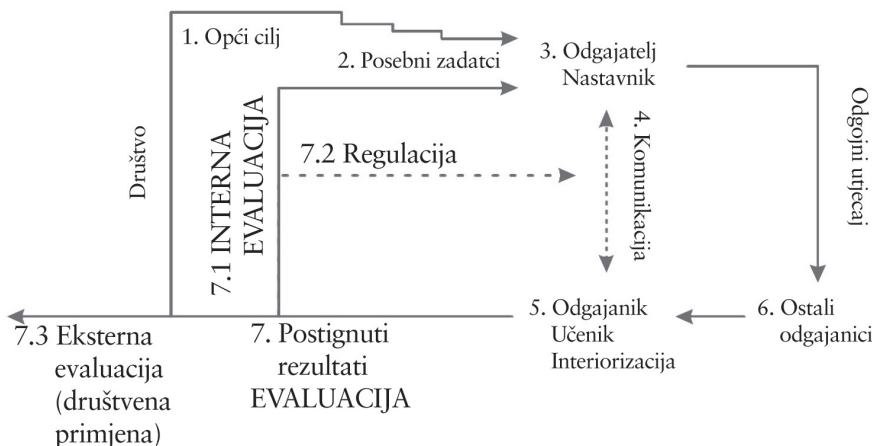 1. Opći cilj
2. Posebni zadatci
3. Odgajatelj
Nastavnik
Društvo
7.1 INTERNA
EVALUACIJA
7.2 Regulacija
4. Komunikacija
Odgojni utjecaj
5. Odgajanik
Učenik
Interiorizacija
6. Ostali
odgajanici
7. Postignuti
rezultati
EVALUACIJA
7.3 Eksterna
evaluacija
(društvena
primjena)